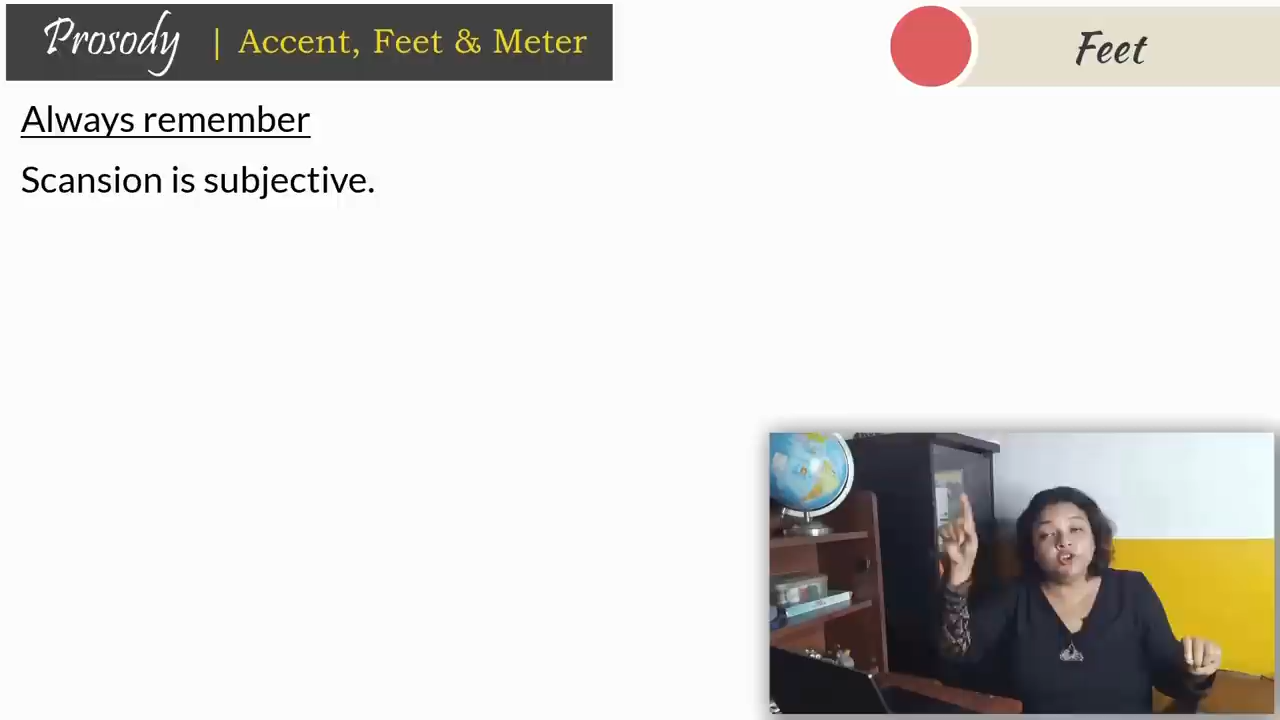 Prosody | Accent, Feet & Meter
Feet
Always remember
Scansion is subjective.